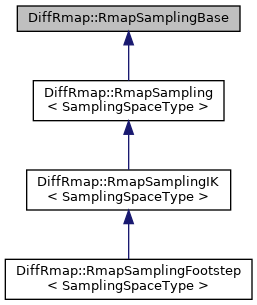 DiffRmap::RmapSamplingBase
DiffRmap::RmapSampling
< SamplingSpaceType >
DiffRmap::RmapSamplingIK
< SamplingSpaceType >
DiffRmap::RmapSamplingFootstep
< SamplingSpaceType >